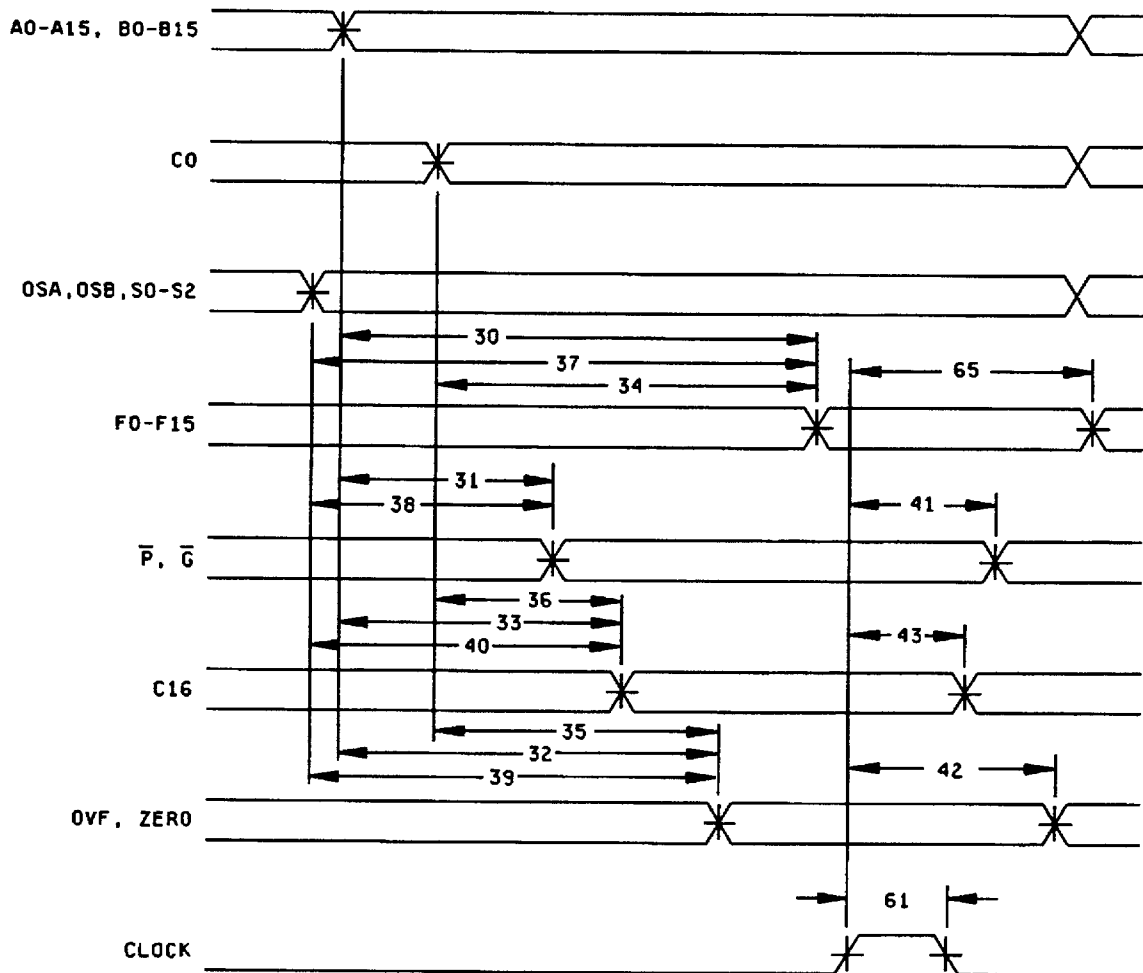 A0-A15, B0-B15
C0
OSA,OSB,S0-S2
30
37
65
34
F0-F15
31
38
41
P̅, G̅
36
33
43
40
C16
35
32
39
42
OVF, ZERO
61
CLOCK